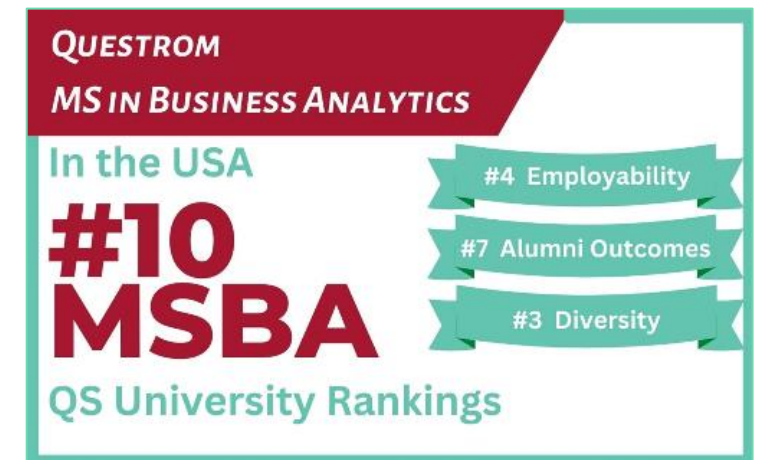 Questrom
MS in Business Analytics
In the USA
#10
MSBA
QS University Rankings
#4 Employability
#7 Alumni Outcomes
#3 Diversity